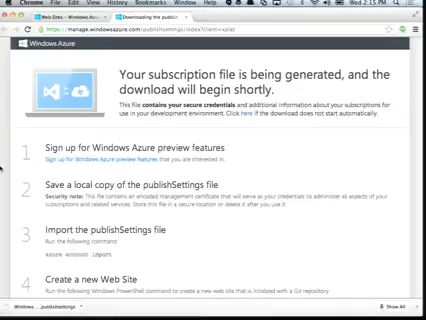 Chrome File Edit View History Bookmarks Window Help
Wed 2:15 PM
Web Sites – Windows Az
Downloading the publis
https://manage.windowsazure.com/publishsettings/index?client=xplat
Windows Azure
Your subscription file is being generated, and the
download will begin shortly.
This file contains your secure credentials and additional information about your subscriptions for
use in your development environment. Click here if the download does not start automatically.
1
Sign up for Windows Azure preview features
Sign up for Windows Azure preview features that you are interested in.
2
Save a local copy of the publishSettings file
Security note: This file contains an encoded management certificate that will serve as your credentials to administer all aspects of your
subscriptions and related services. Store this file in a secure location or delete it after you use it.
3
Import the publishSettings file
Run the following command
azure account import
4
Create a new Web Site
Run the following Windows PowerShell command to create a new web site that is initialized with a Git repository.
Windows ....publishsettings
Show All